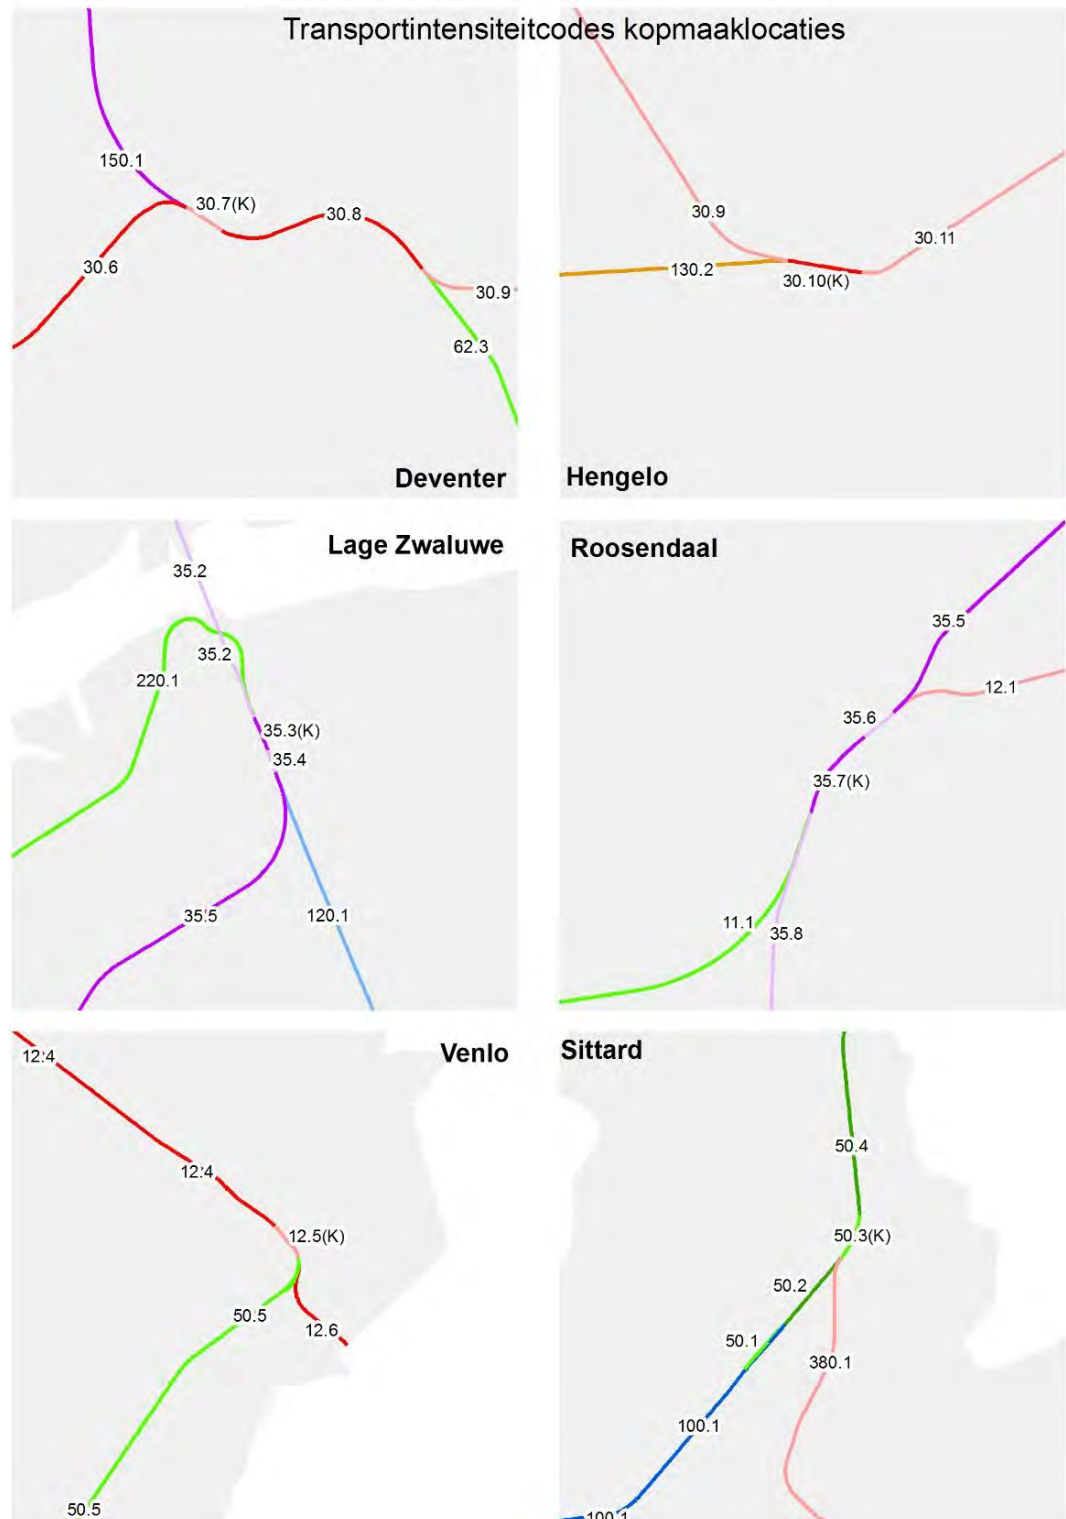 Transportintensiteitcodes kopmaaklocaties
150.1
30.7(K)
30.8
30.6
30.9
62.3
Deventer
30.9
30.11
130.2
30.10(K)
Hengelo
Lage Zwaluwe
35.2
35.2
220.1
35.3(K)
35.4
35.5
120.1
Roosendaal
35.5
12.1
35.6
35.7(K)
11.1
35.8
Venlo
12.4
12.4
12.5(K)
50.5
12.6
50.5
Sittard
50.4
50.3(K)
50.2
50.1
380.1
100.1
100.1